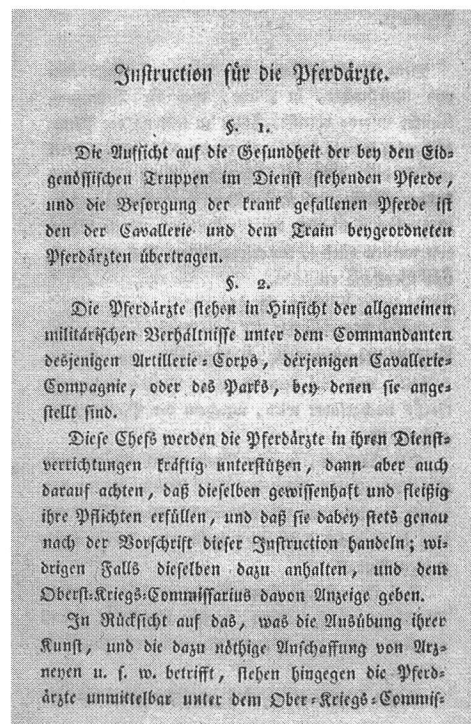 Instruction für die Pferdärzte.
§. 1.
Die Aufsicht auf die Gesundheit der bey den Eid-
genössischen Truppen im Dienst stehenden Pferde,
und die Besorgung der krank gefallenen Pferde ist
den der Cavallerie und dem Train beygeordneten
Pferdärzten übertragen.
§. 2.
Die Pferdärzte stehen in Hinsicht der allgemeinen
militärischen Verhältnisse unter dem Commandanten
desjenigen Artillerie-Corps, derjenigen Cavallerie-
Compagnie, oder des Parks, bey denen sie ange-
stellt sind.
Diese Chefs werden die Pferdärzte in ihren Dienst-
verrichtungen kräftig unterstützen, dann aber auch
darauf achten, daß dieselben gewissenhaft und fleißig
ihre Pflichten erfüllen, und daß sie dabey stets genau
nach der Vorschrift dieser Instruction handeln; wi-
drigen Falls dieselben dazu anhalten, und dem
Oberst-Kriegs-Commissarius davon Anzeige geben.
In Rücksicht auf das, was die Ausübung ihrer
Kunst, und die dazu nöthige Anschaffung von Arz-
neyen u. s. w. betrifft, stehen hingegen die Pferd-
ärzte unmittelbar unter dem Ober-Kriegs-Commis-